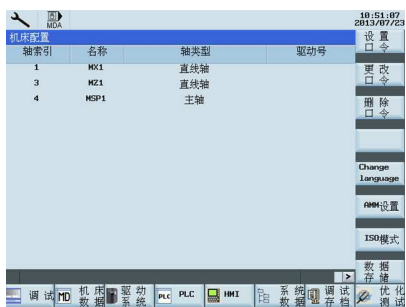 MDA
10:51:07
2013/07/23
机床配置
轴索引 名称 轴类型 驱动号
1 MX1 直线轴
3 MZ1 直线轴
4 MSP1 主轴
设置
口令
更改
口令
删除
口令
Change
language
AMM设置
ISO模式
数据
存储
调试
MD 机床
数据
驱动
系统
PLC PLC
HMI
系统
数据
调试
存档
优化
测试